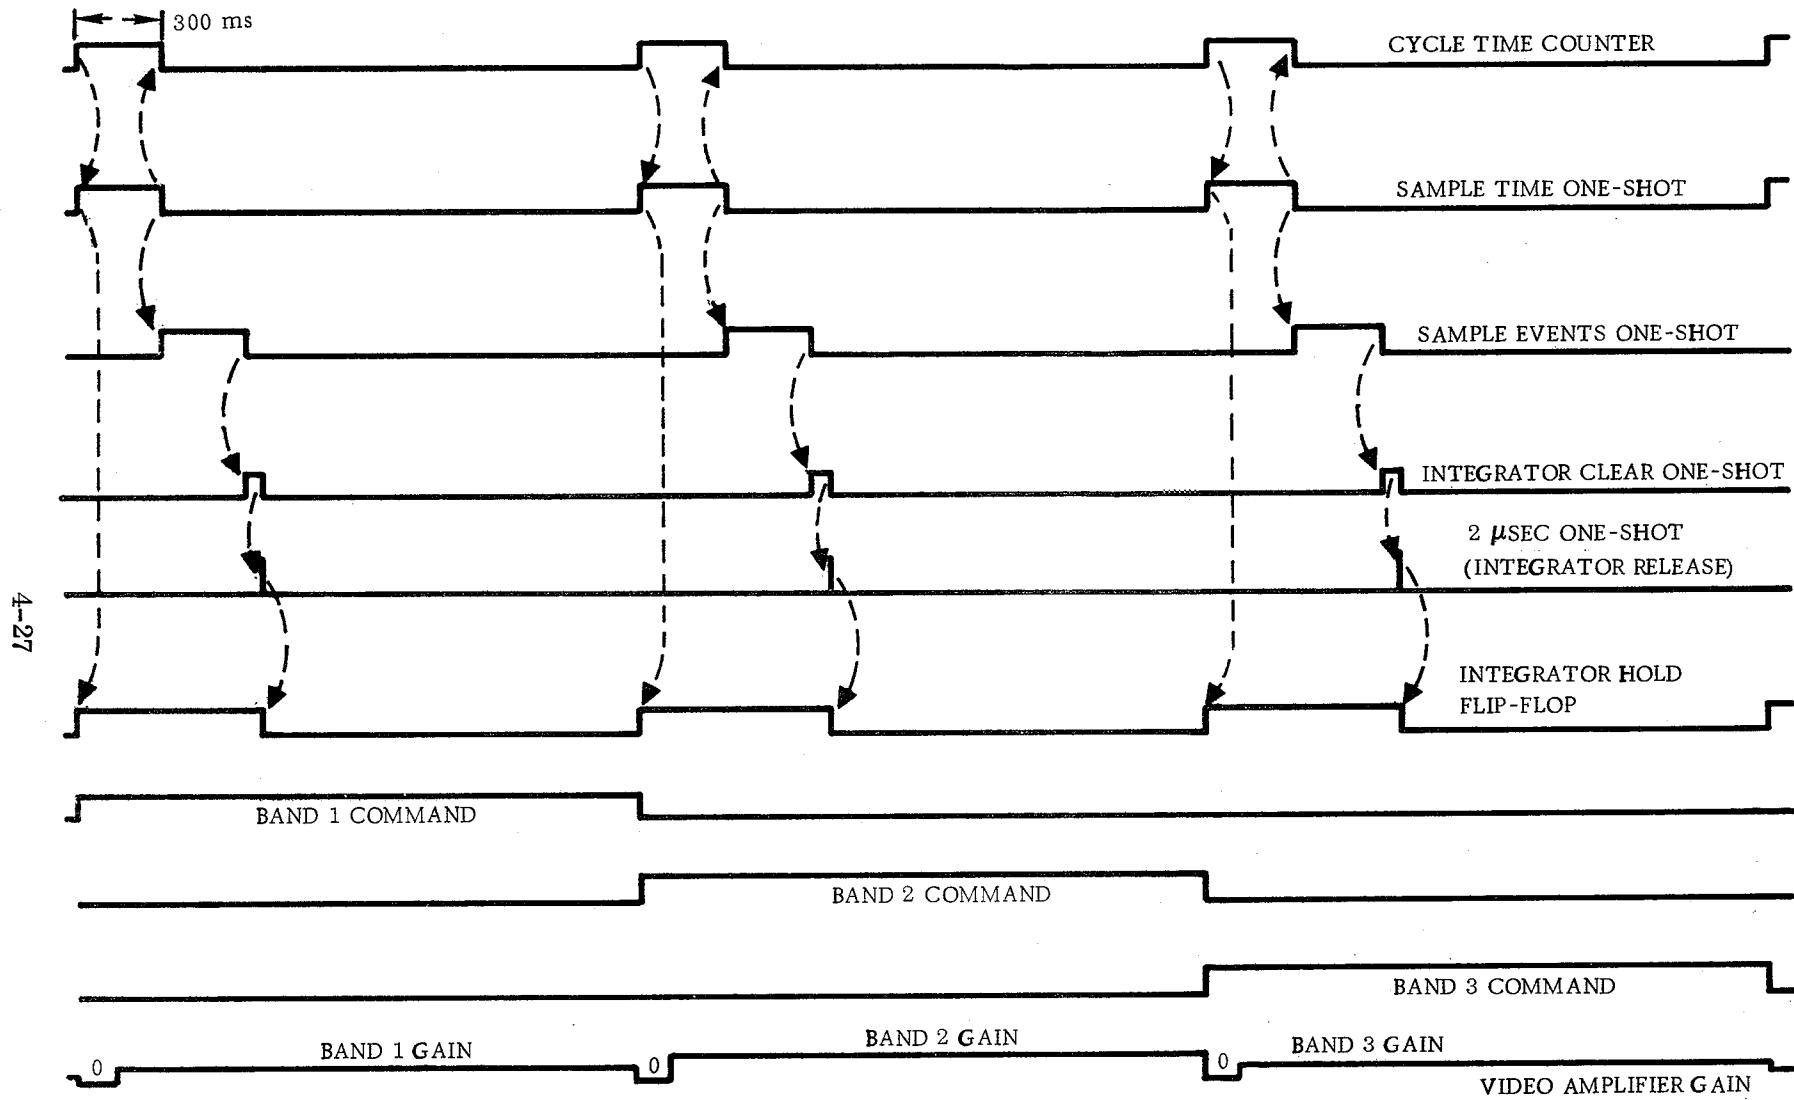 300 ms
CYCLE TIME COUNTER
SAMPLE TIME ONE-SHOT
SAMPLE EVENTS ONE-SHOT
INTEGRATOR CLEAR ONE-SHOT
2 μSEC ONE-SHOT
(INTEGRATOR RELEASE)
4-27
INTEGRATOR HOLD
FLIP-FLOP
BAND 1 COMMAND
BAND 2 COMMAND
BAND 3 COMMAND
0
BAND 1 GAIN
0
BAND 2 GAIN
0
BAND 3 GAIN
VIDEO AMPLIFIER GAIN